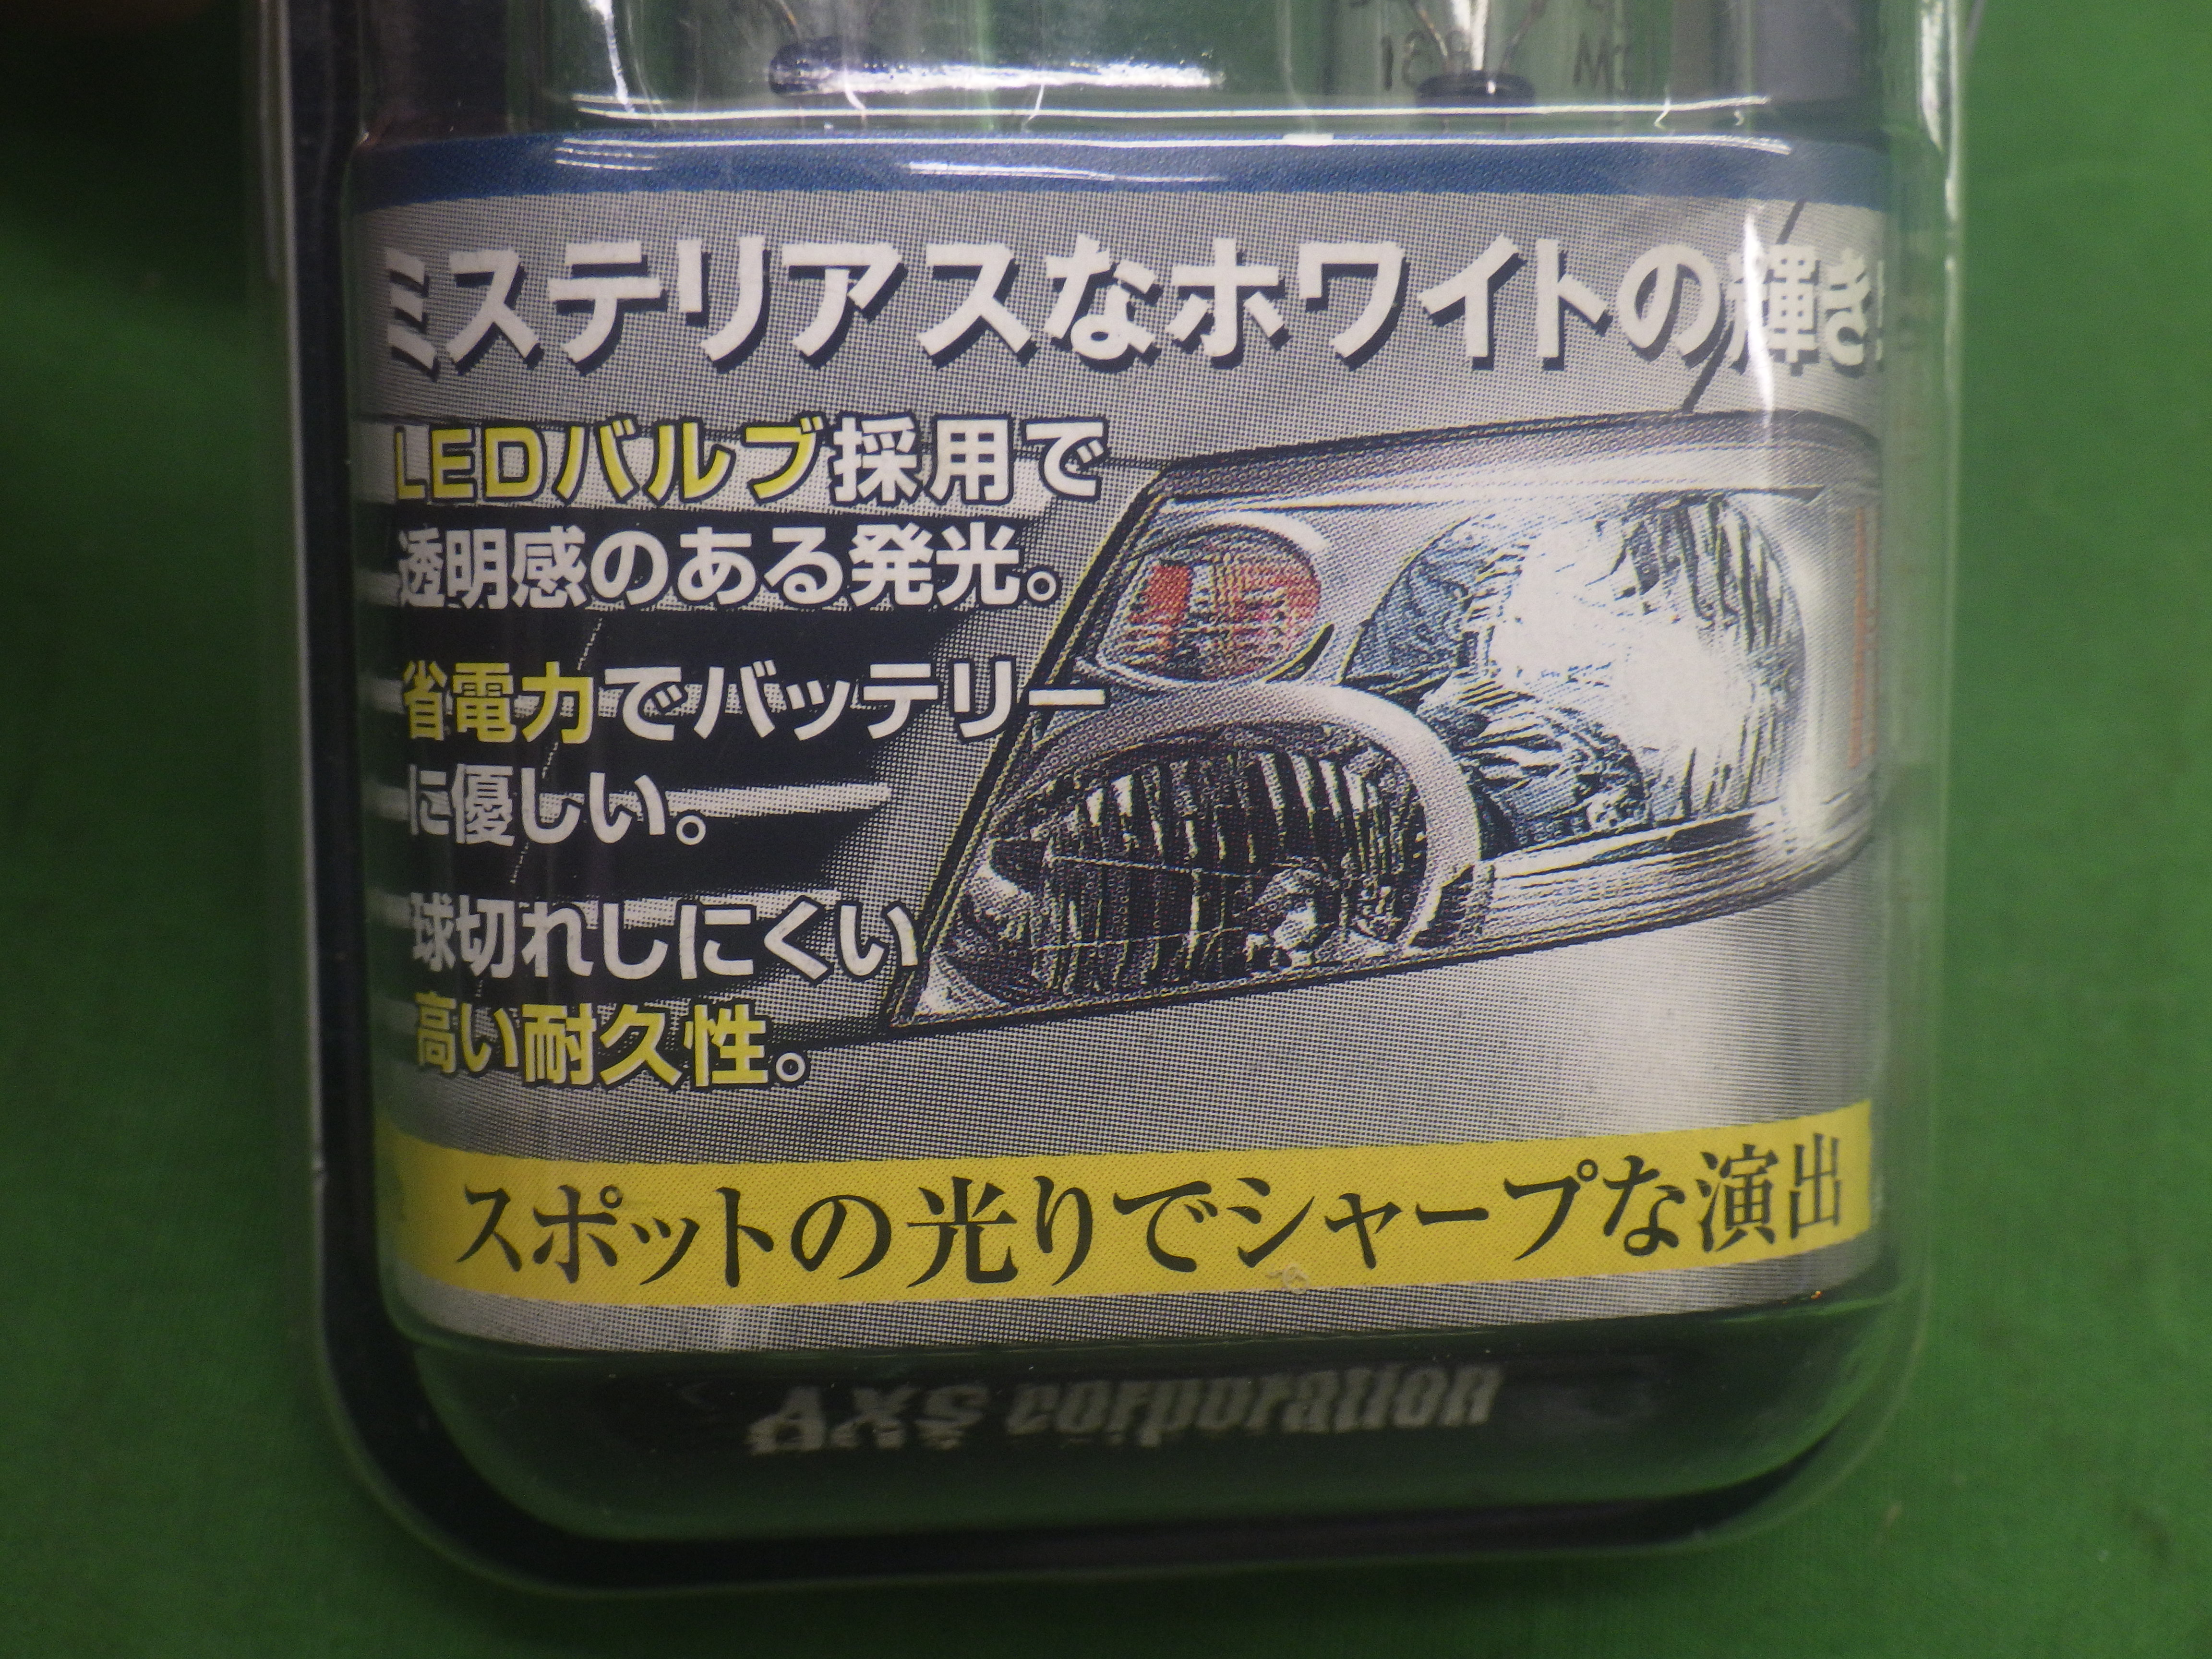 ミステリアスなホワイトの輝き
LEDバルブ採用で
透明感のある発光。
省電力でバッテリー
に優しい。
球切れしにくい
高い耐久性。
スポットの光りでシャープな演出
AXS corporation